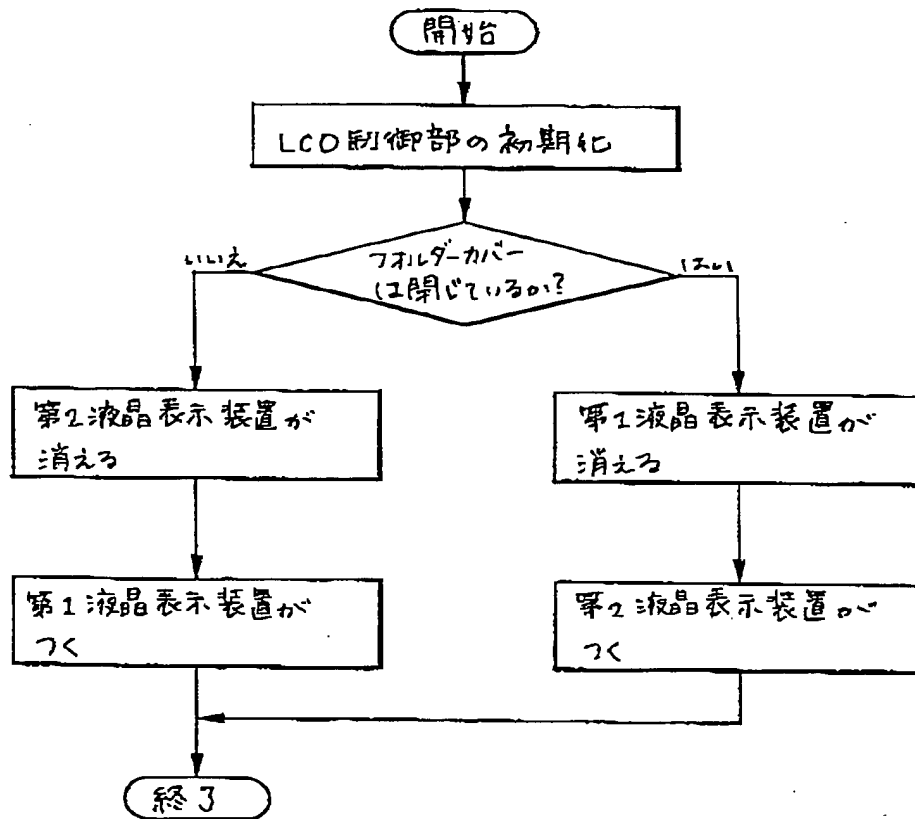 開始
LCD制御部の初期化
フォルダーカバー
は閉じているか?
いいえ
はい
第2液晶表示装置が
消える
第1液晶表示装置が
消える
第1液晶表示装置が
つく
第2液晶表示装置が
つく
終了